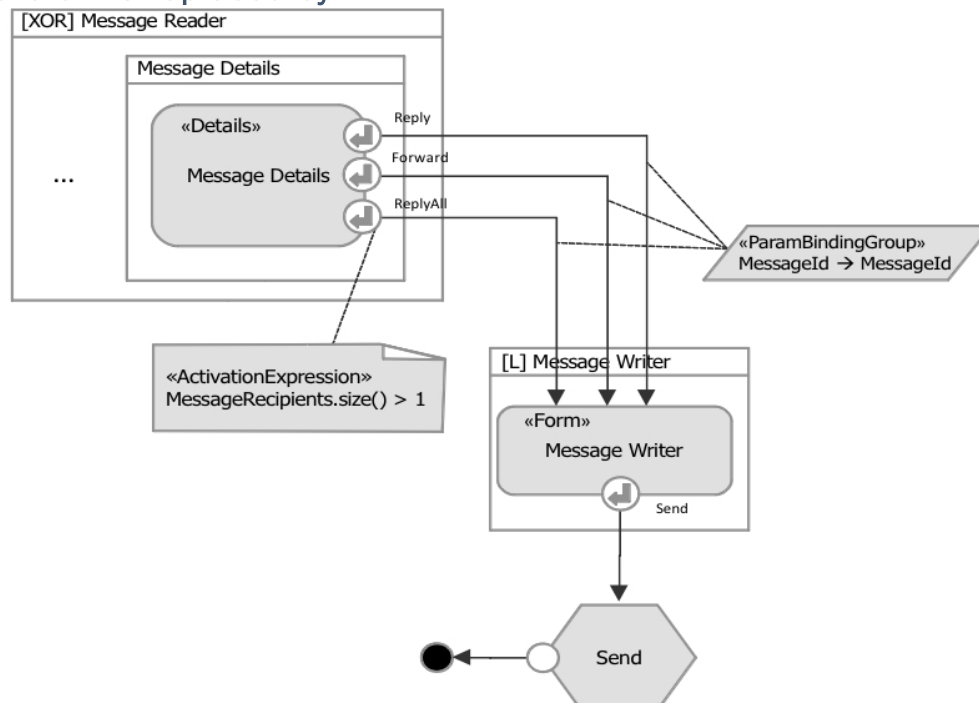 [XOR] Message Reader
Message Details
«Details»
Message Details
Reply
Forward
ReplyAll
...
«ParamBindingGroup»
MessageId → MessageId
«ActivationExpression»
MessageRecipients.size() > 1
[L] Message Writer
«Form»
Message Writer
Send
Send